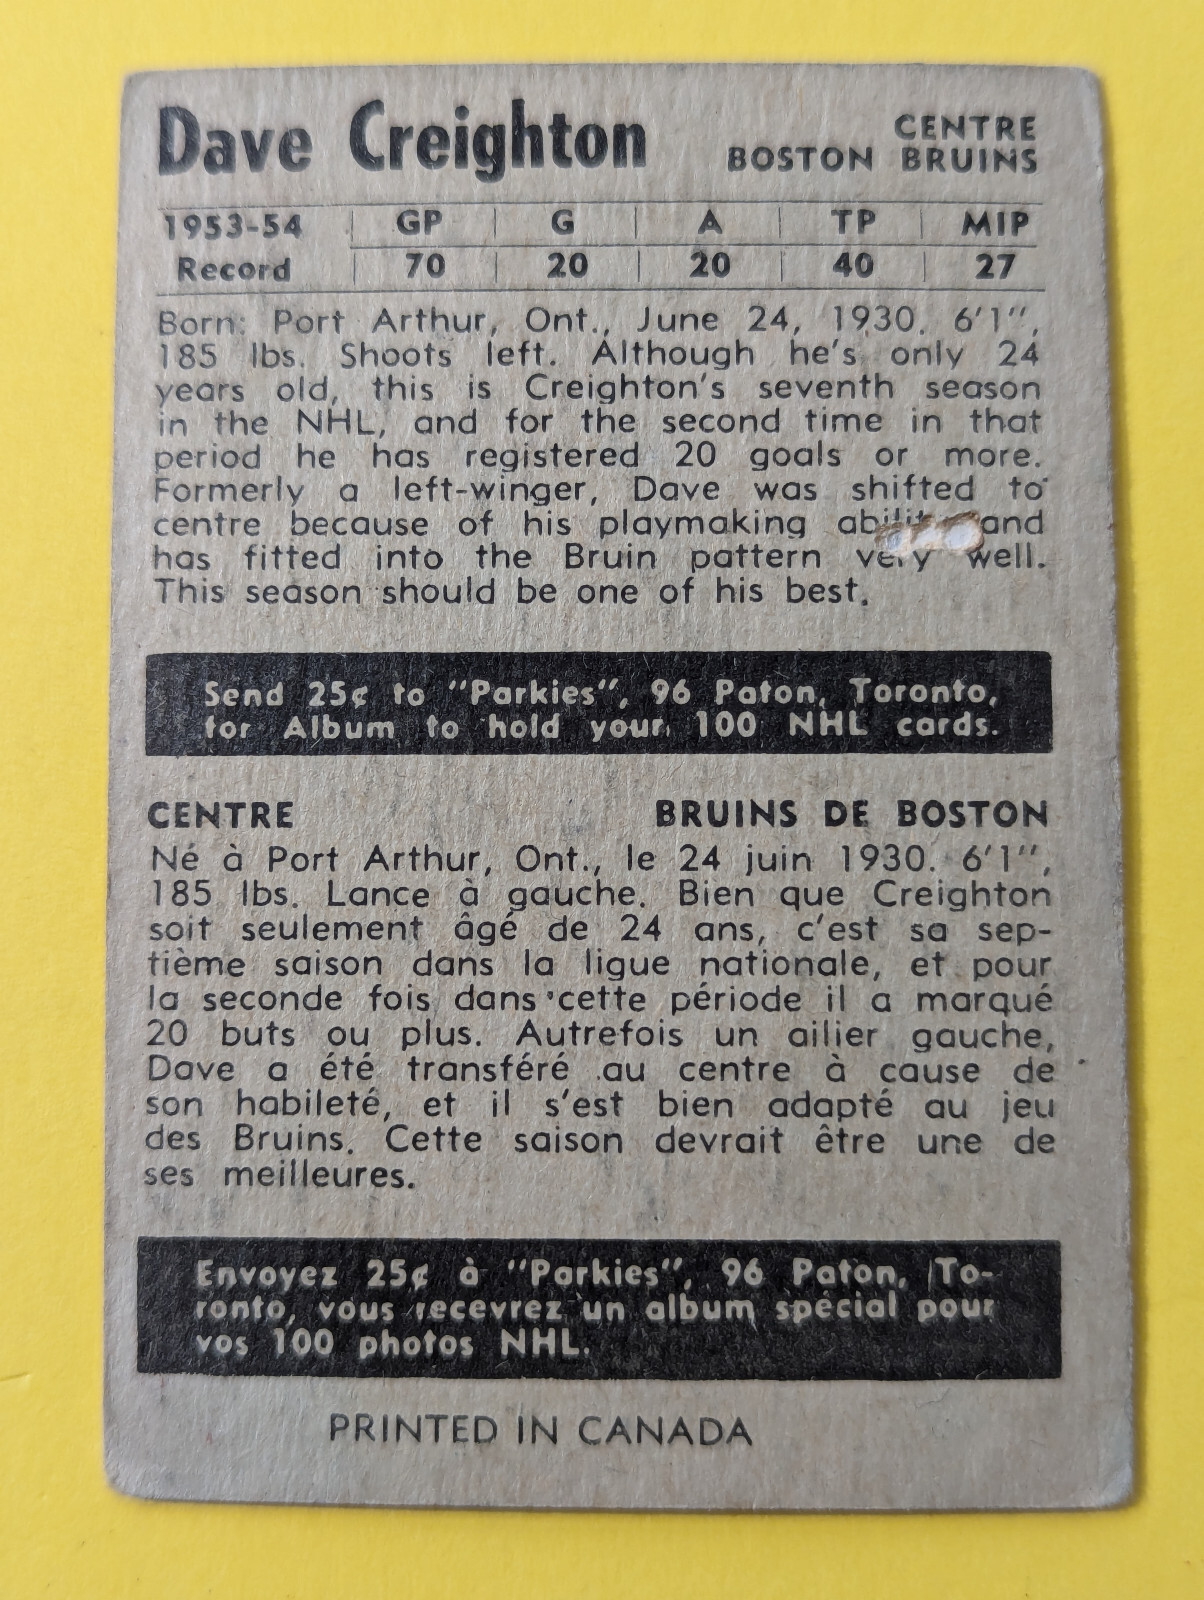 Dave Creighton
CENTRE
BOSTON BRUINS
1953-54 GP G A TP MIP
Record 70 20 20 40 27
Born: Port Arthur, Ont., June 24, 1930. 6'1",
185 lbs. Shoots left. Although he's only 24
years old, this is Creighton's seventh season
in the NHL, and for the second time in that
period he has registered 20 goals or more.
Formerly a left-winger, Dave was shifted to
centre because of his playmaking and
has fitted into the Bruin pattern very well.
This season should be one of his best.
Send 25¢ to "Parkies", 96 Paton, Toronto,
for Album to hold your 100 NHL cards.
CENTRE BRUINS DE BOSTON
Né à Port Arthur, Ont., le 24 juin 1930. 6'1",
185 lbs. Lance à gauche. Bien que Creighton
soit seulement âgé de 24 ans, c'est sa sep-
tième saison dans la ligue nationale, et pour
la seconde fois dans cette période il a marqué
20 buts ou plus. Autrefois un ailier gauche,
Dave a été transféré au centre à cause de
son habileté, et il s'est bien adapté au jeu
des Bruins. Cette saison devrait être une de
ses meilleures.
Envoyez 25¢ à "Parkies", 96 Paton, To-
ronto, vous recevrez un album spécial pour
vos 100 photos NHL.
PRINTED IN CANADA